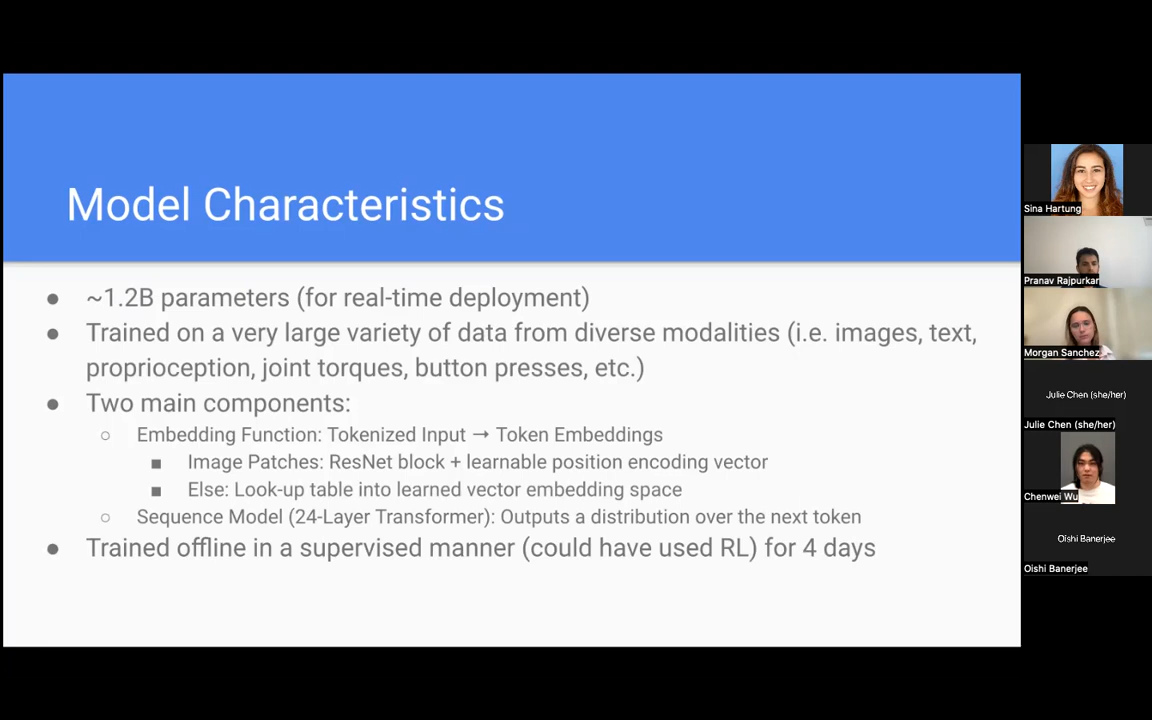 Model Characteristics
● ~1.2B parameters (for real-time deployment)
● Trained on a very large variety of data from diverse modalities (i.e. images, text,
proprioception, joint torques, button presses, etc.)
● Two main components:
○ Embedding Function: Tokenized Input → Token Embeddings
■ Image Patches: ResNet block + learnable position encoding vector
■ Else: Look-up table into learned vector embedding space
○ Sequence Model (24-Layer Transformer): Outputs a distribution over the next token
● Trained offline in a supervised manner (could have used RL) for 4 days
Sina Hartung
Pranav Rajpurkar
Morgan Sanchez
Julie Chen (she/her)
Julie Chen (she/her)
Chenwei Wu
Oishi Banerjee
Oishi Banerjee